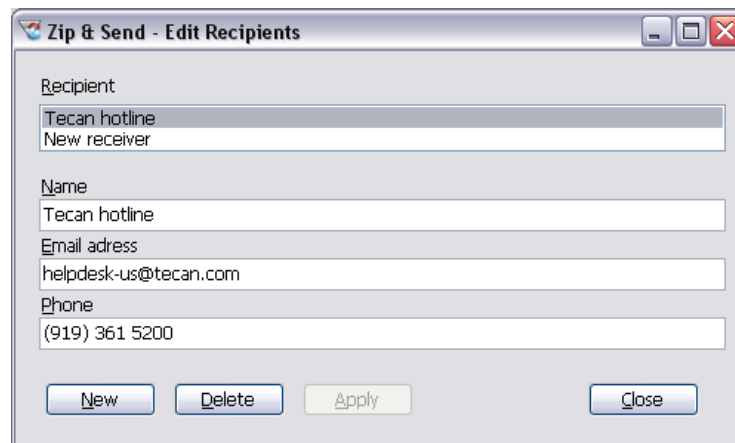 Zip & Send - Edit Recipients
Recipient
Tecan hotline
New receiver
Name
Tecan hotline
Email adress
helpdesk-us@tecan.com
Phone
(919) 361 5200
New Delete Apply Close